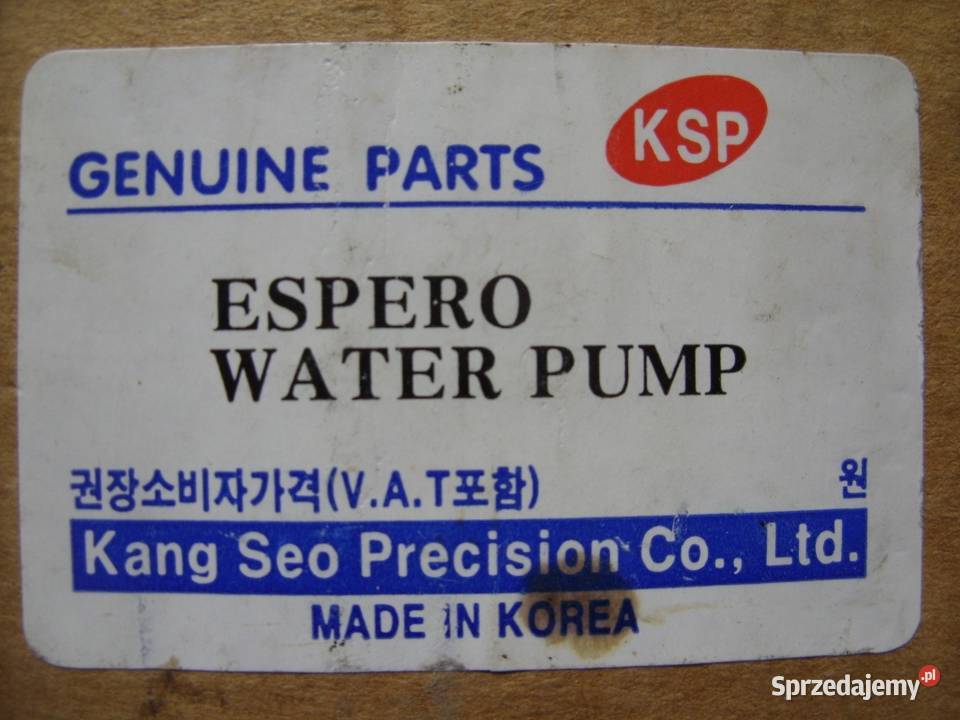 GENUINE PARTS KSP
ESPERO
WATER PUMP
권장소비자가격(V.A.T포함) 원
Kang Seo Precision Co., Ltd.
MADE IN KOREA
Sprzedajemy.pl